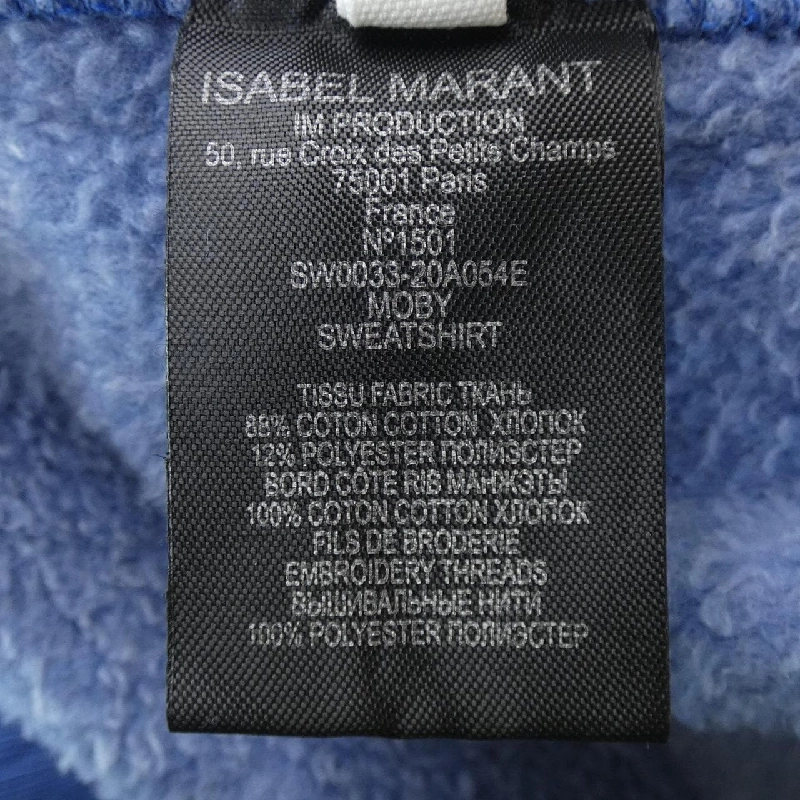 ISABEL MARANT
IM PRODUCTION
50, rue Croix des Petits Champs
75001 Paris
France
Nº1501
SW0033-20A054E
MOBY
SWEATSHIRT
TISSU FABRIC ТКАНЬ
88% COTON COTTON ХЛОПОК
12% POLYESTER ПОЛИЭСТЕР
BORD CÔTE RIB МАНЖЭТЫ
100% COTON COTTON ХЛОПОК
FILS DE BRODERIE
EMBROIDERY THREADS
ВЫШИВАЛЬНЫЕ НИТИ
100% POLYESTER ПОЛИЭСТЕР